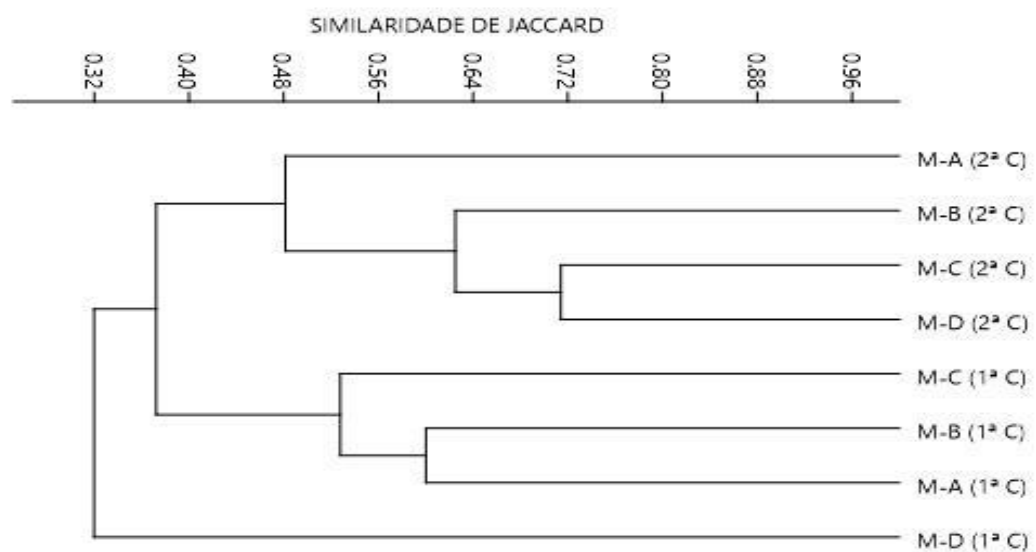 SIMILARIDADE DE JACCARD
0.32 0.40 0.48 0.56 0.64 0.72 0.80 0.88 0.96
M-A (2ª C)
M-B (2ª C)
M-C (2ª C)
M-D (2ª C)
M-C (1ª C)
M-B (1ª C)
M-A (1ª C)
M-D (1ª C)